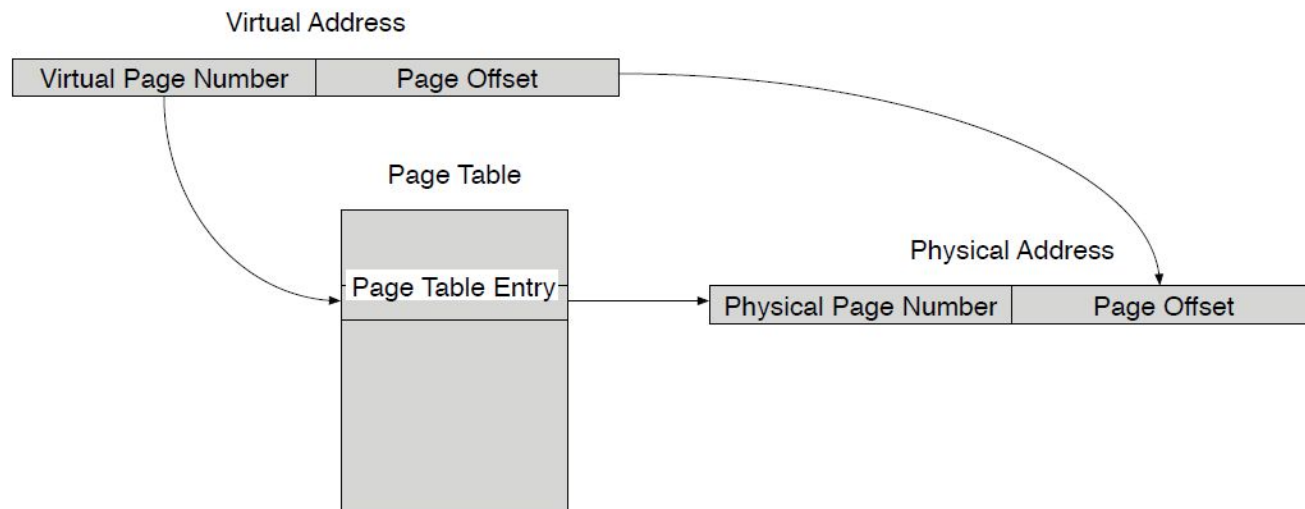 Virtual Address
Virtual Page Number
Page Offset
Page Table
Page Table Entry
Physical Address
Physical Page Number
Page Offset